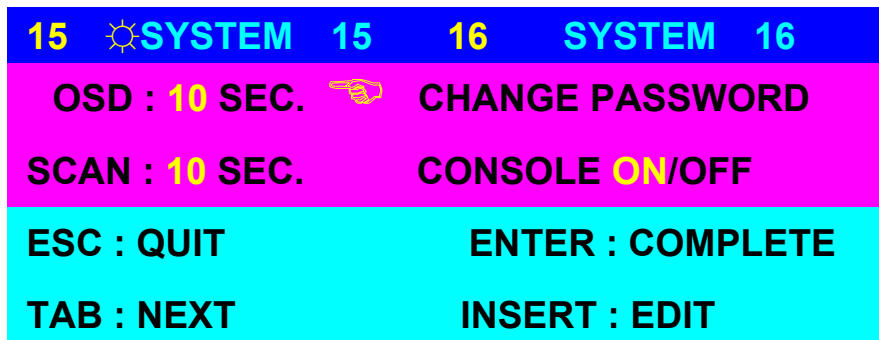 15 ☼SYSTEM 15 16 SYSTEM 16
OSD : 10 SEC. ☜ CHANGE PASSWORD
SCAN : 10 SEC. CONSOLE ON/OFF
ESC : QUIT ENTER : COMPLETE
TAB : NEXT INSERT : EDIT